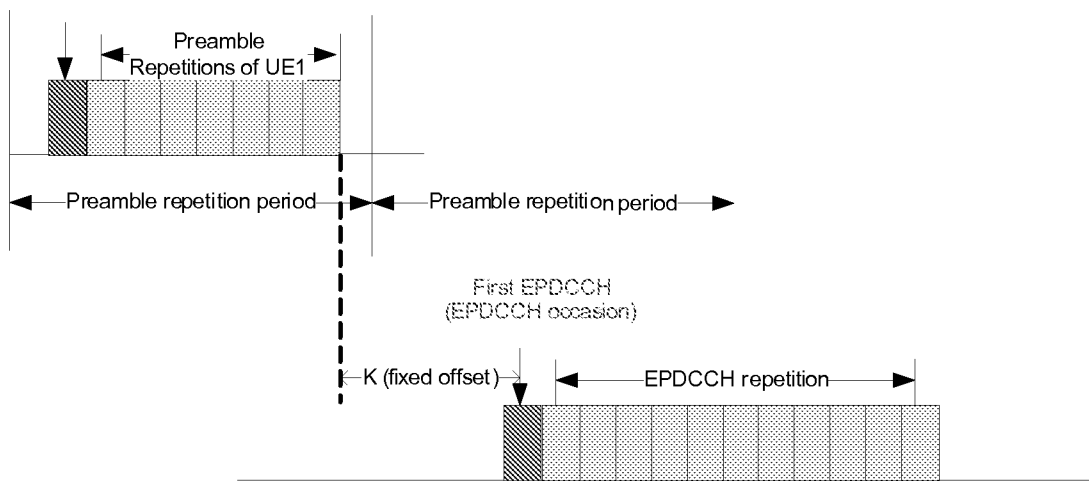 Preamble
Repetitions of UE1
Preamble repetition period
Preamble repetition period
First EPDCCH
(EPDCCH occasion)
K (fixed offset)
EPDCCH repetition